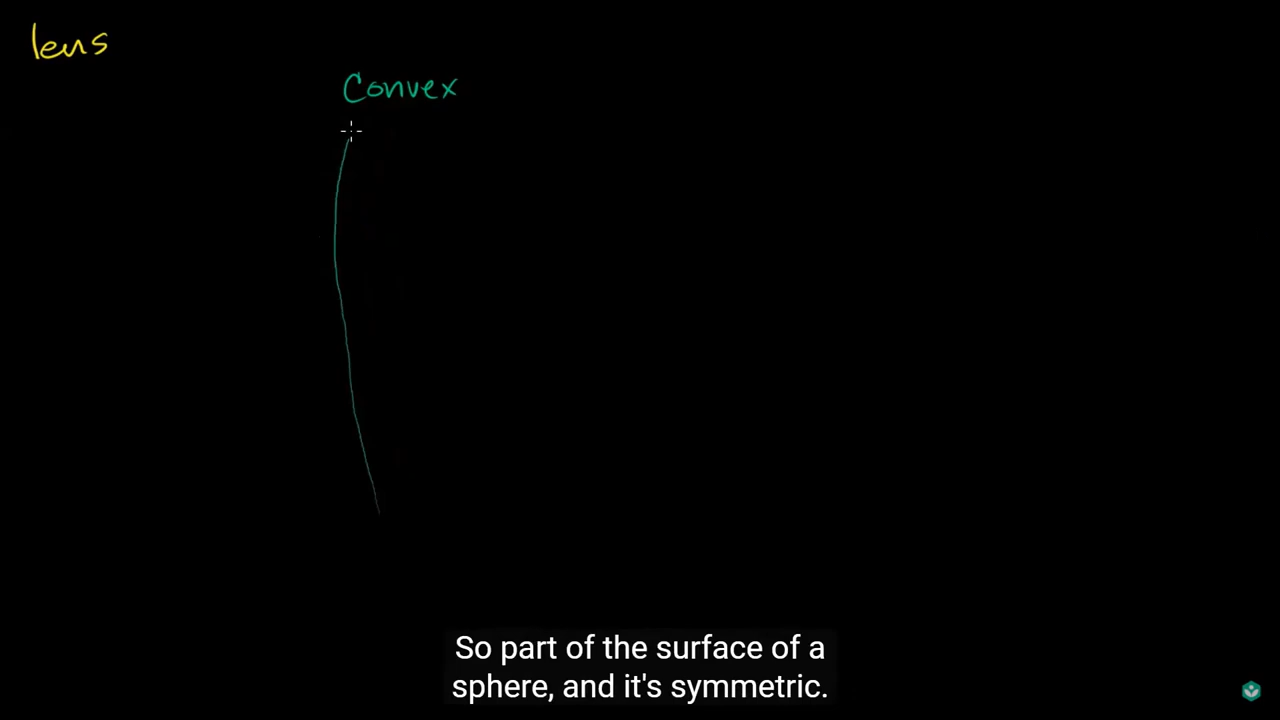 lens
Convex
So part of the surface of a
sphere, and it's symmetric.